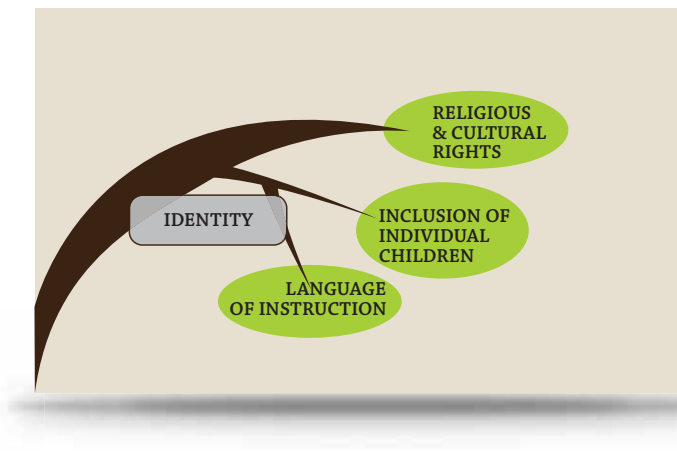 RELIGIOUS
& CULTURAL
RIGHTS
IDENTITY
INCLUSION OF
INDIVIDUAL
CHILDREN
LANGUAGE
OF INSTRUCTION